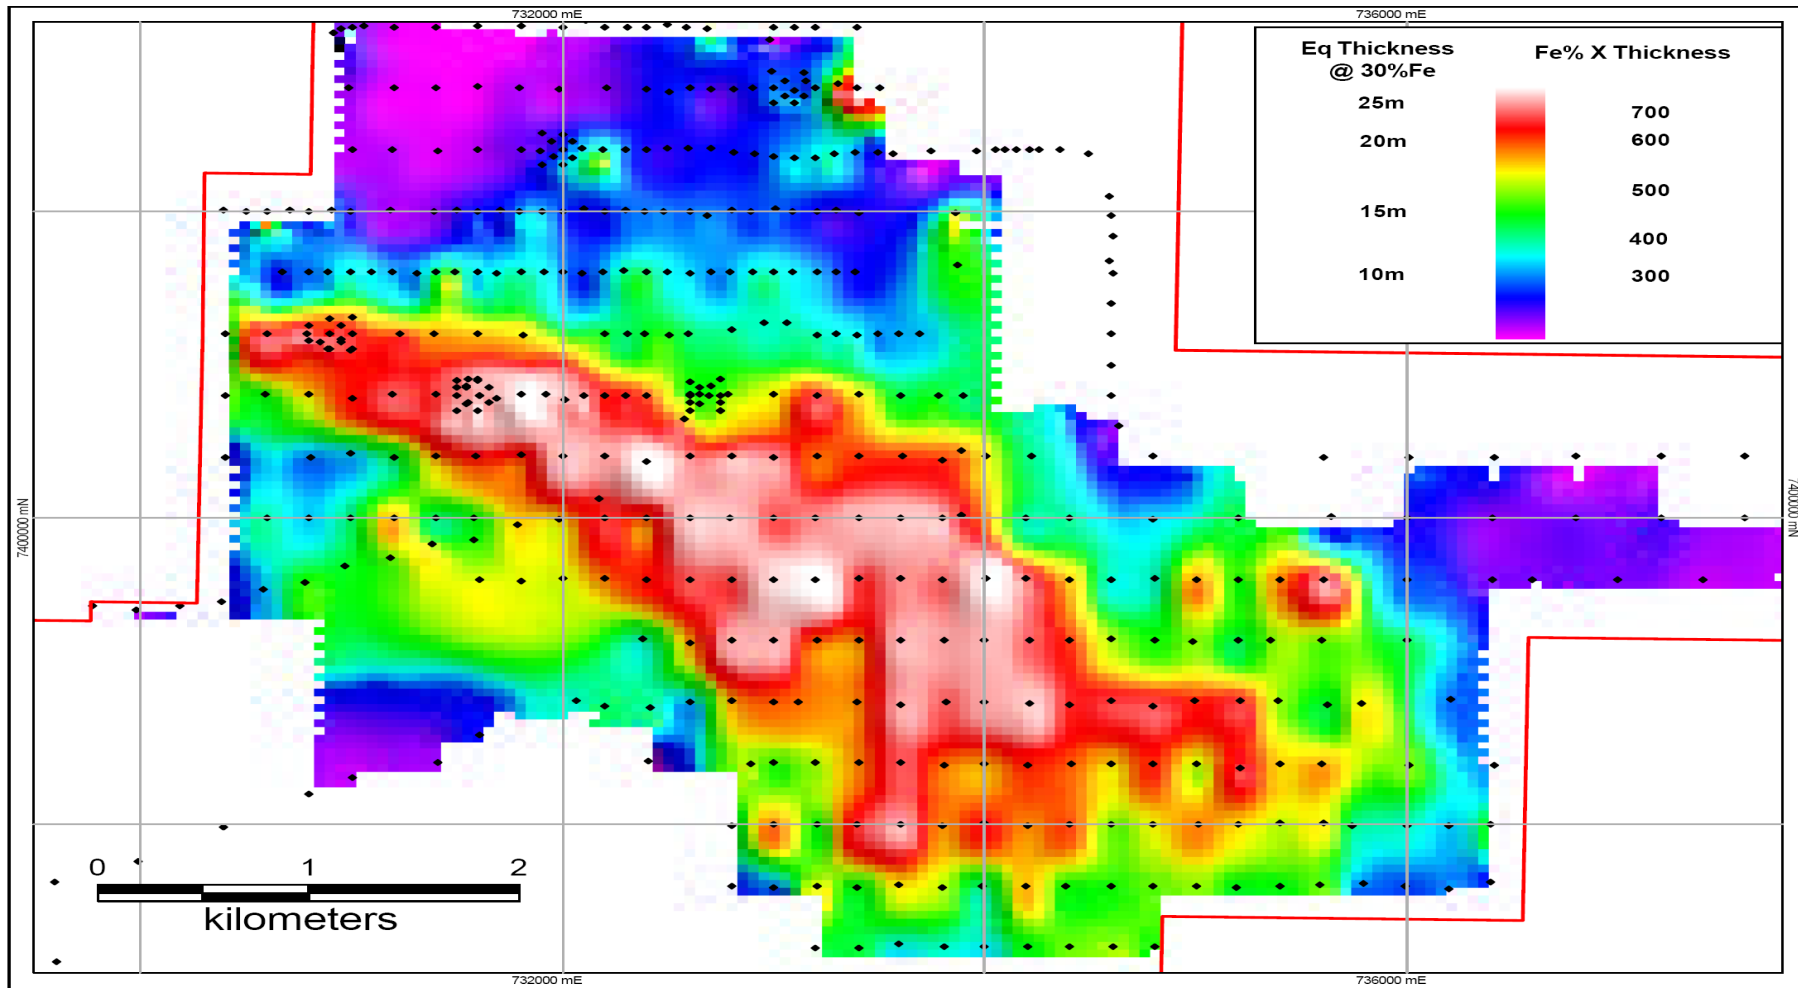 732000 mE
736000 mE
Eq Thickness
@ 30%Fe
Fe% X Thickness
25m
700
20m
600
500
15m
400
10m
300
7400000 mN
7400000 mN
0
1
2
kilometers
732000 mE
736000 mE